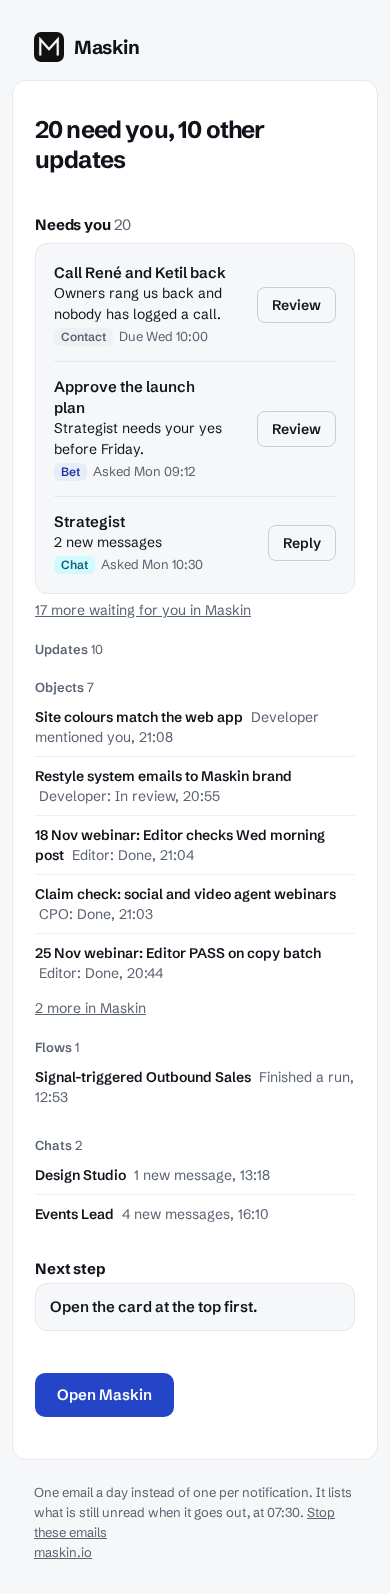 Maskin
20 need you, 10 other
updates
Needs you 20
Call René and Ketil back
Owners rang us back and
nobody has logged a call.
Contact Due Wed 10:00
Review
Approve the launch
plan
Strategist needs your yes
before Friday.
Bet Asked Mon 09:12
Review
Strategist
2 new messages
Chat Asked Mon 10:30
Reply
17 more waiting for you in Maskin
Updates 10
Objects 7
Site colours match the web app Developer
mentioned you, 21:08
Restyle system emails to Maskin brand
Developer: In review, 20:55
18 Nov webinar: Editor checks Wed morning
post Editor: Done, 21:04
Claim check: social and video agent webinars
CPO: Done, 21:03
25 Nov webinar: Editor PASS on copy batch
Editor: Done, 20:44
2 more in Maskin
Flows 1
Signal-triggered Outbound Sales Finished a run,
12:53
Chats 2
Design Studio 1 new message, 13:18
Events Lead 4 new messages, 16:10
Next step
Open the card at the top first.
Open Maskin
One email a day instead of one per notification. It lists
what is still unread when it goes out, at 07:30. Stop
these emails
maskin.io